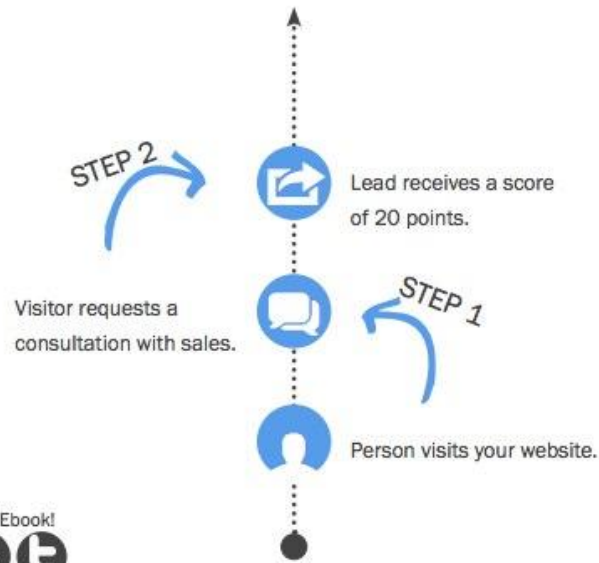 STEP 2
Lead receives a score
of 20 points.
Visitor requests a
consultation with sales.
STEP 1
Person visits your website.
Ebook!